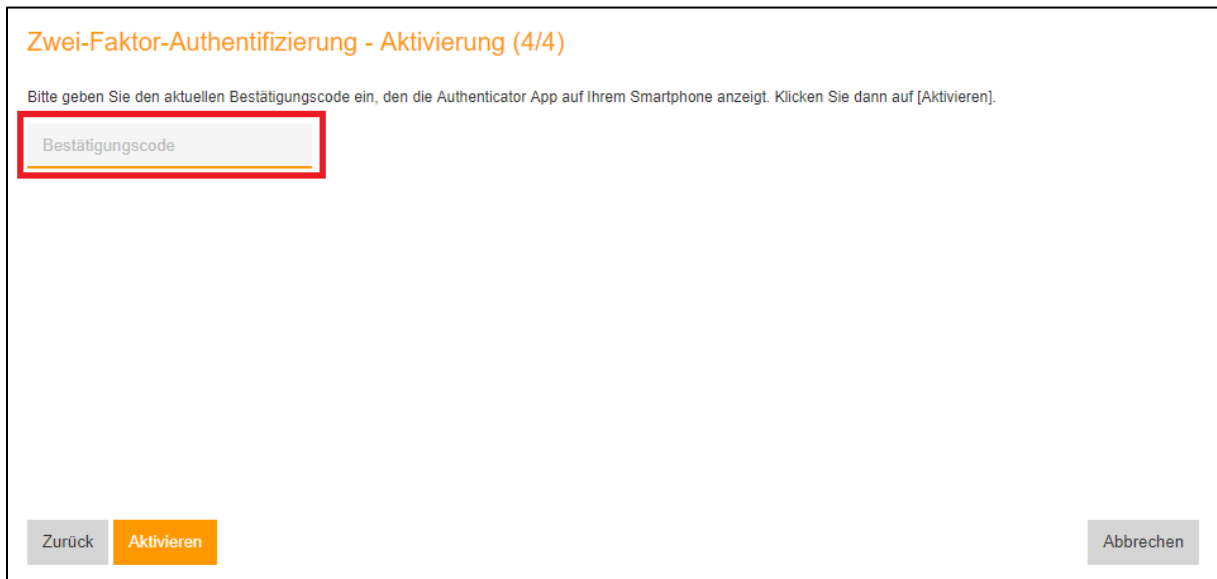 Zwei-Faktor-Authentifizierung - Aktivierung (4/4)
Bitte geben Sie den aktuellen Bestätigungscode ein, den die Authenticator App auf Ihrem Smartphone anzeigt. Klicken Sie dann auf [Aktivieren].
Bestätigungscode
Zurück Aktivieren Abbrechen